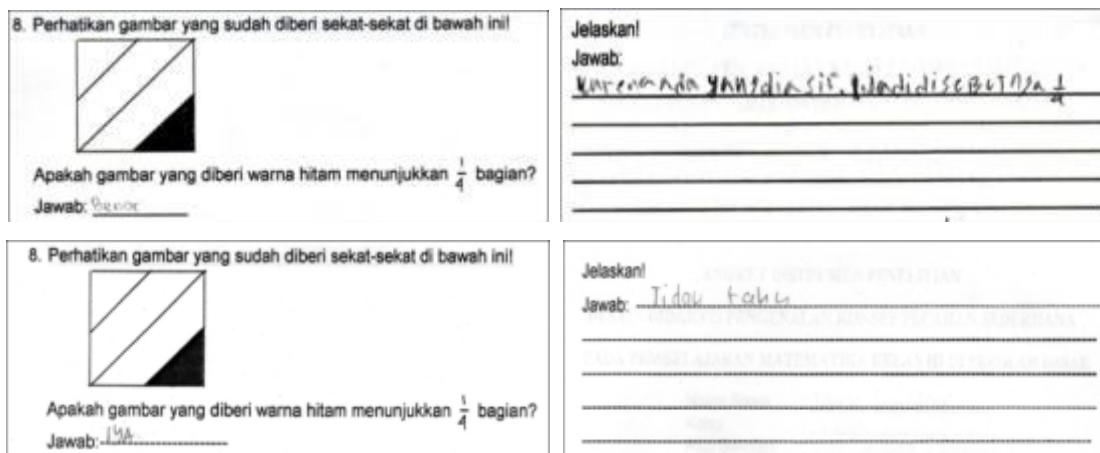 8. Perhatikan gambar yang sudah diberi sekat-sekat di bawah ini!
Apakah gambar yang diberi warna hitam menunjukkan 1/4 bagian?
Jawab: Benar
Jelaskan!
Jawab:
karena ada yang diasir, jadi disebutnya 1/4
8. Perhatikan gambar yang sudah diberi sekat-sekat di bawah ini!
Apakah gambar yang diberi warna hitam menunjukkan 1/4 bagian?
Jawab: IYA
Jelaskan!
Jawab: Tidak tahu